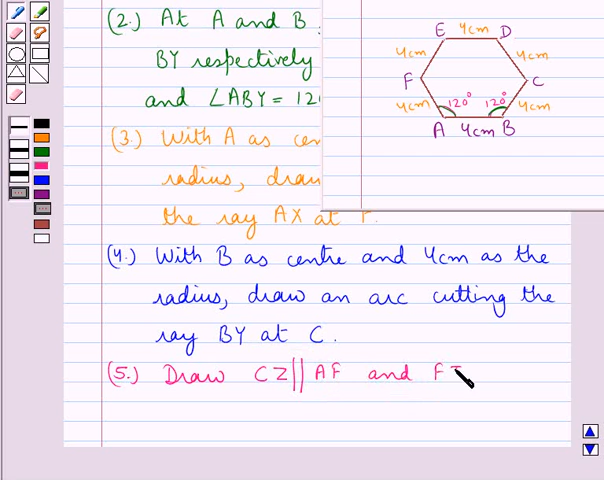 (2.) At A and B
BY respectively
and ∠ABY = 12
(3.) With A as cen
radius, draw
the ray AX at F.
(4.) With B as centre and 4cm as the
radius, draw an arc cutting the
ray BY at C.
(5.) Draw CZ||AF and F
E 4cm D
4cm 4cm
F C
4cm 120° 120° 4cm
A 4cm B